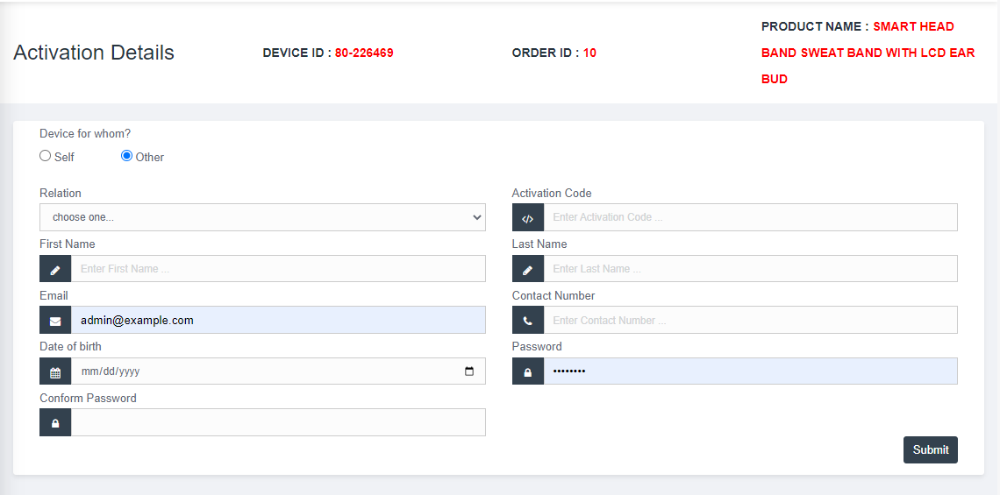 Activation Details
DEVICE ID : 80-226469
ORDER ID : 10
PRODUCT NAME : SMART HEAD
BAND SWEAT BAND WITH LCD EAR
BUD
Device for whom?
Self
Other
Relation
choose one...
Activation Code
Enter Activation Code ...
First Name
Enter First Name ...
Last Name
Enter Last Name ...
Email
admin@example.com
Contact Number
Enter Contact Number ...
Date of birth
mm/dd/yyyy
Password
••••••••
Conform Password
Submit